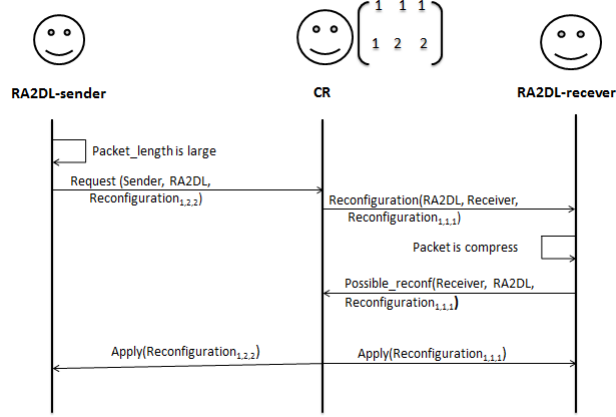 1 1 1
1 2 2
RA2DL-sender
CR
RA2DL-recever
Packet_length is large
Request (Sender, RA2DL,
Reconfiguration1,2,2)
Reconfiguration(RA2DL, Receiver,
Reconfiguration1,1,1)
Packet is compress
Possible_reconf(Receiver, RA2DL,
Reconfiguration1,1,1)
Apply(Reconfiguration1,2,2)
Apply(Reconfiguration1,1,1)